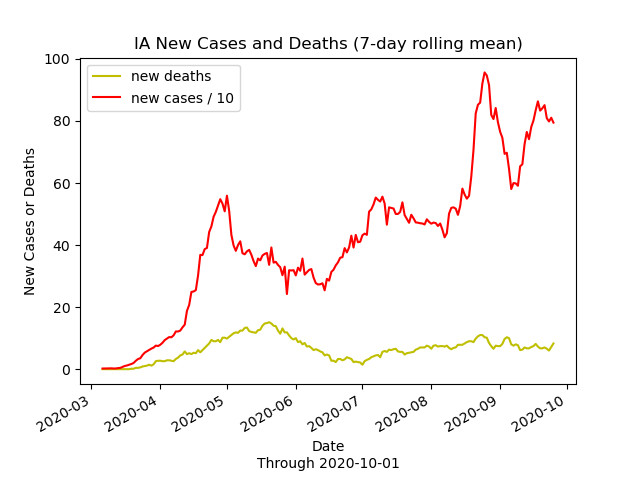 IA New Cases and Deaths (7-day rolling mean)
new deaths
new cases / 10
New Cases or Deaths
100
80
60
40
20
0
2020-03
2020-04
2020-05
2020-06
2020-07
2020-08
2020-09
2020-10
Date
Through 2020-10-01